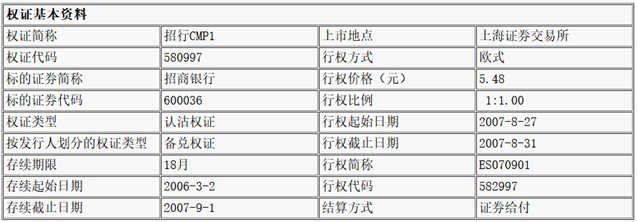 权证基本资料
权证简称 招行CMP1 上市地点 上海证券交易所
权证代码 580997 行权方式 欧式
标的证券简称 招商银行 行权价格（元） 5.48
标的证券代码 600036 行权比例 1:1.00
权证类型 认沽权证 行权起始日期 2007-8-27
按发行人划分的权证类型 备兑权证 行权截止日期 2007-8-31
存续期限 18月 行权简称 ES070901
存续起始日期 2006-3-2 行权代码 582997
存续截止日期 2007-9-1 结算方式 证券给付